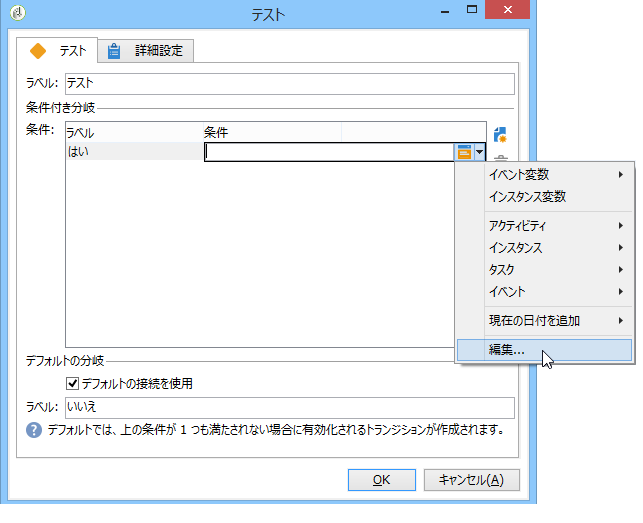 テスト
テスト
詳細設定
ラベル: テスト
条件付き分岐
条件:
ラベル 条件
はい
イベント変数
インスタンス変数
アクティビティ
インスタンス
タスク
イベント
現在の日付を追加
編集...
デフォルトの分岐
デフォルトの接続を使用
ラベル: いいえ
デフォルトでは、上の条件が 1 つも満たされない場合に有効化されるトランジションが作成されます。
OK キャンセル(A)